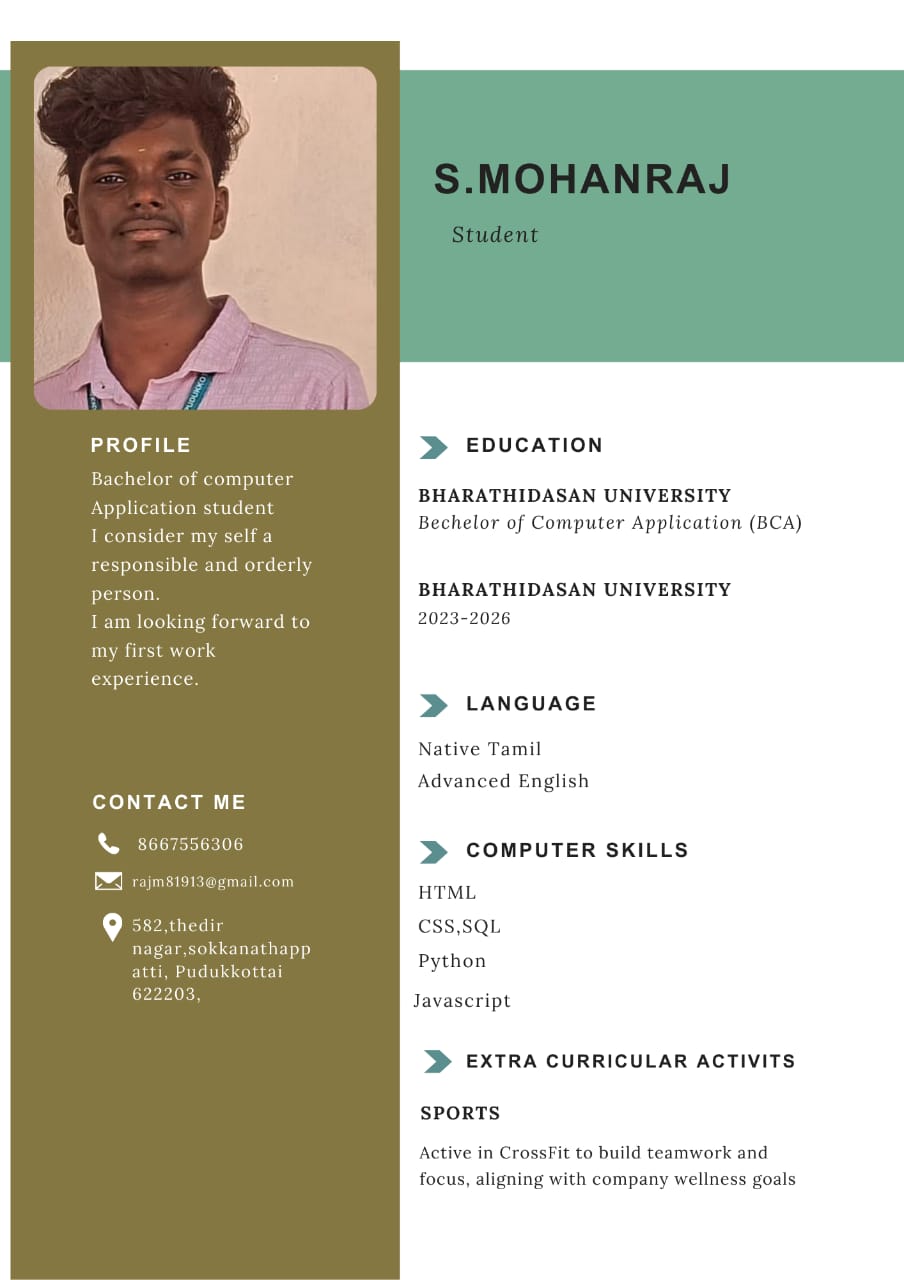 S.MOHANRAJ
Student
PROFILE
Bachelor of computer
Application student
I consider my self a
responsible and orderly
person.
I am looking forward to
my first work
experience.
CONTACT ME
8667556306
rajm81913@gmail.com
582,thedir
nagar,sokkanathapp
atti, Pudukkottai
622203,
EDUCATION
BHARATHIDASAN UNIVERSITY
Bechelor of Computer Application (BCA)
BHARATHIDASAN UNIVERSITY
2023-2026
LANGUAGE
Native Tamil
Advanced English
COMPUTER SKILLS
HTML
CSS,SQL
Python
Javascript
EXTRA CURRICULAR ACTIVITS
SPORTS
Active in CrossFit to build teamwork and
focus, aligning with company wellness goals